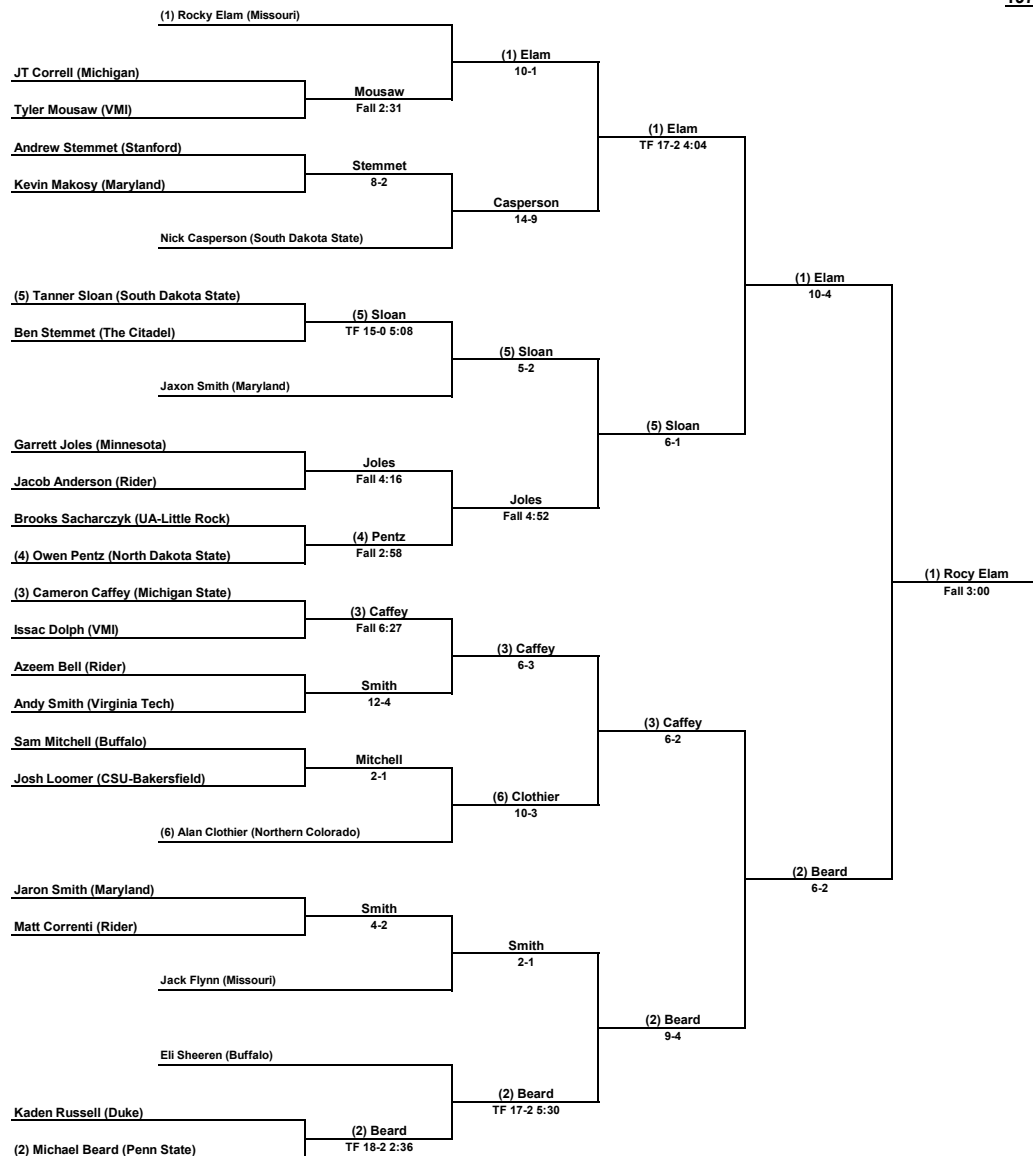 (1) Rocky Elam (Missouri)
(1) Elam
10-1
JT Correll (Michigan)
Mousaw
Fall 2:31
Tyler Mousaw (VMI)
(1) Elam
TF 17-2 4:04
Andrew Stemmet (Stanford)
Stemmet
8-2
Kevin Makosy (Maryland)
Casperson
14-9
Nick Casperson (South Dakota State)
(1) Elam
10-4
(5) Tanner Sloan (South Dakota State)
(5) Sloan
TF 15-0 5:08
Ben Stemmet (The Citadel)
(5) Sloan
5-2
Jaxon Smith (Maryland)
(5) Sloan
6-1
Garrett Joles (Minnesota)
Joles
Fall 4:16
Jacob Anderson (Rider)
Joles
Fall 4:52
Brooks Sacharczyk (UA-Little Rock)
(4) Pentz
Fall 2:58
(4) Owen Pentz (North Dakota State)
(1) Rocy Elam
Fall 3:00
(3) Cameron Caffey (Michigan State)
(3) Caffey
Fall 6:27
Issac Dolph (VMI)
(3) Caffey
6-3
Azeem Bell (Rider)
Smith
12-4
Andy Smith (Virginia Tech)
(3) Caffey
6-2
Sam Mitchell (Buffalo)
Mitchell
2-1
Josh Loomer (CSU-Bakersfield)
(6) Clothier
10-3
(6) Alan Clothier (Northern Colorado)
(2) Beard
6-2
Jaron Smith (Maryland)
Smith
4-2
Matt Correnti (Rider)
Smith
2-1
Jack Flynn (Missouri)
(2) Beard
9-4
Eli Sheeren (Buffalo)
(2) Beard
TF 17-2 5:30
Kaden Russell (Duke)
(2) Beard
TF 18-2 2:36
(2) Michael Beard (Penn State)